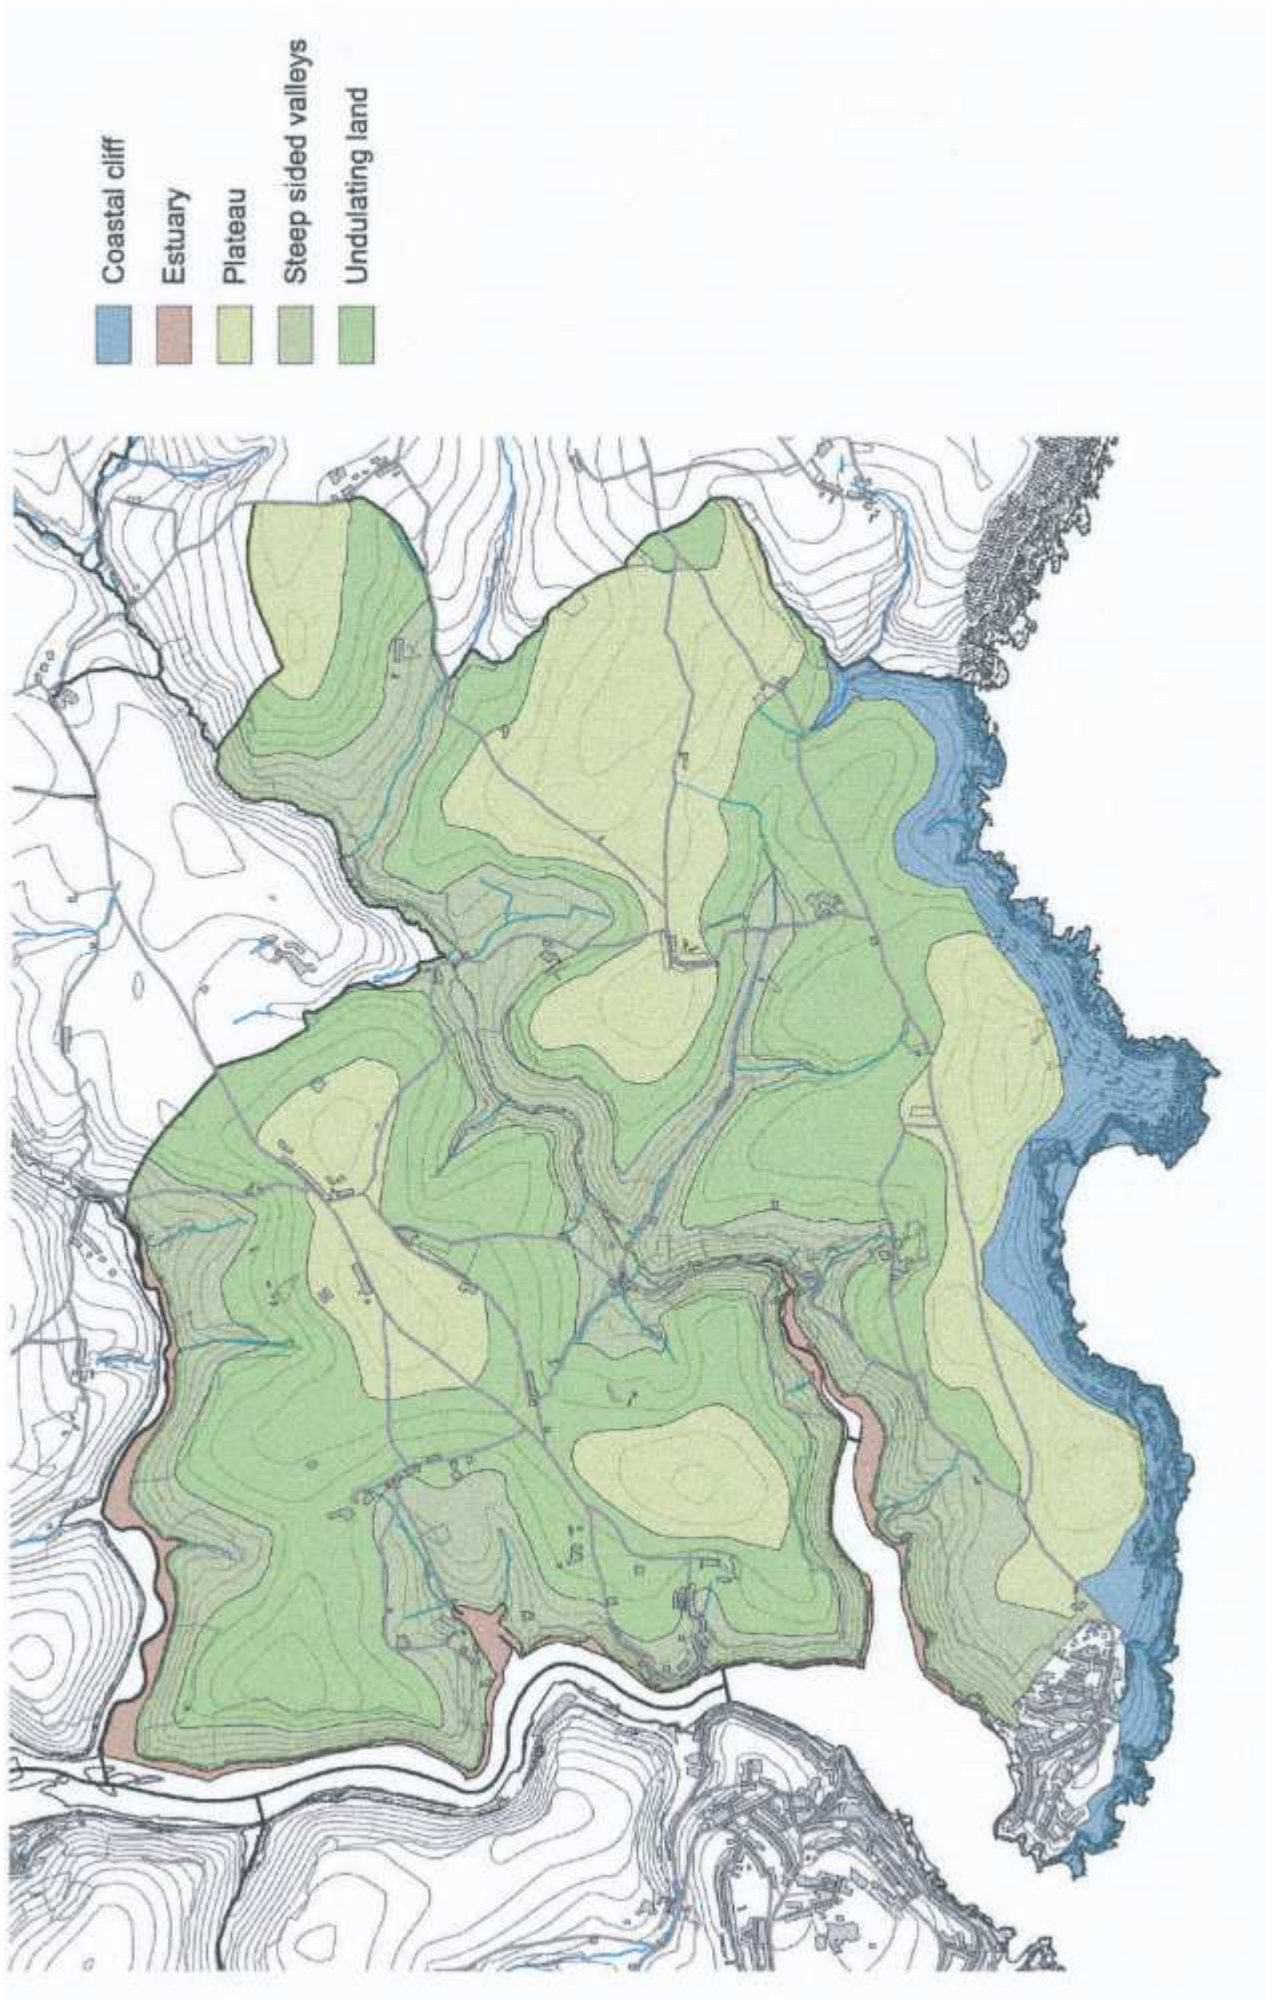 Coastal cliff
Estuary
Plateau
Steep sided valleys
Undulating land